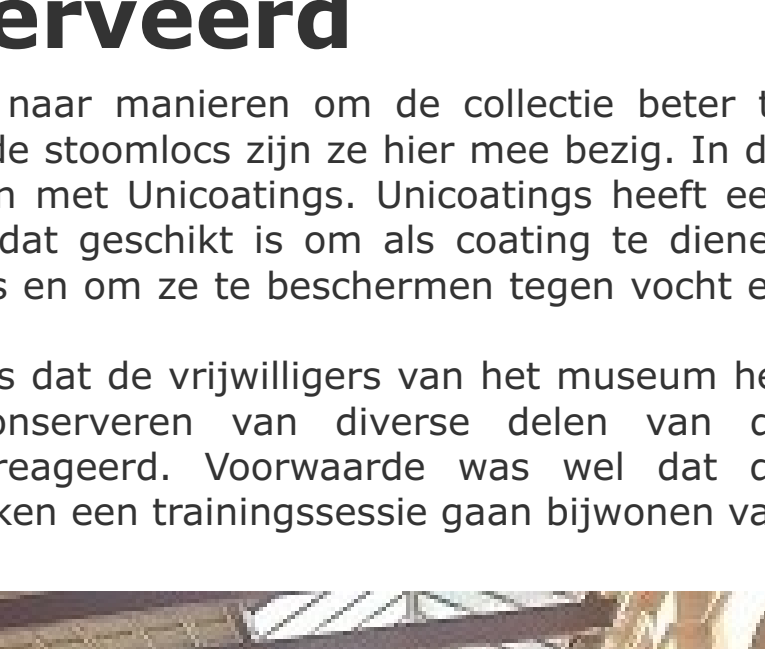 erveerd
naar manieren om de collectie beter t
de stoomlocs zijn ze hier mee bezig. In d
n met Unicoatings. Unicoatings heeft ee
dat geschikt is om als coating te diene
s en om ze te beschermen tegen vocht e
s dat de vrijwilligers van het museum he
onserveren van diverse delen van d
reageerd. Voorwaarde was wel dat d
ken een trainingssessie gaan bijwonen va